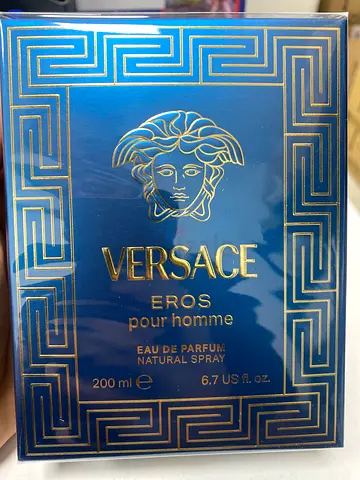 VERSACE
EROS
pour homme
EAU DE PARFUM
NATURAL SPRAY
200 ml ℮ 6.7 US fl. oz.